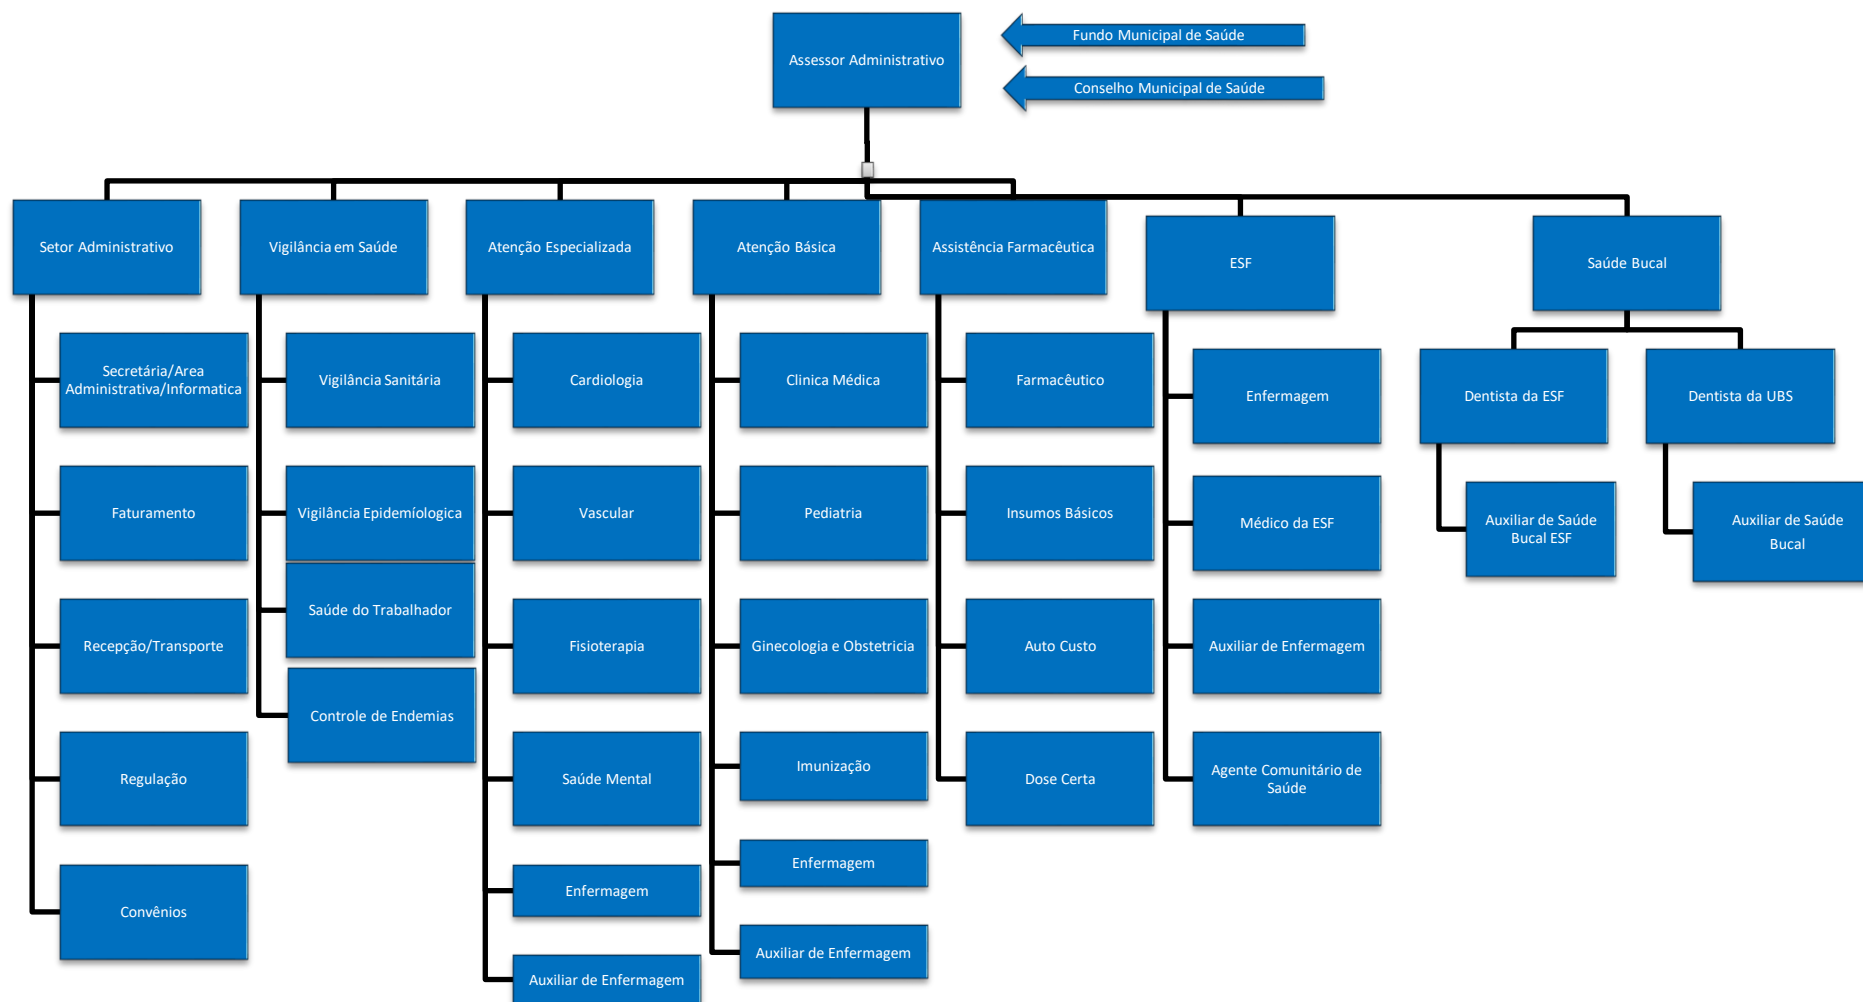 Assessor Administrativo
Fundo Municipal de Saúde
Conselho Municipal de Saúde
Setor Administrativo
Vigilância em Saúde
Atenção Especializada
Atenção Básica
Assistência Farmacêutica
ESF
Saúde Bucal
Secretária/Area
Administrativa/Informatica
Faturamento
Recepção/Transporte
Regulação
Convênios
Vigilância Sanitária
Vigilância Epidemíologica
Saúde do Trabalhador
Controle de Endemias
Cardiologia
Vascular
Fisioterapia
Saúde Mental
Enfermagem
Auxiliar de Enfermagem
Clinica Médica
Pediatria
Ginecologia e Obstetricia
Imunização
Enfermagem
Auxiliar de Enfermagem
Farmacêutico
Insumos Básicos
Auto Custo
Dose Certa
Enfermagem
Médico da ESF
Auxiliar de Enfermagem
Agente Comunitário de
Saúde
Dentista da ESF
Auxiliar de Saúde
Bucal ESF
Dentista da UBS
Auxiliar de Saúde
Bucal